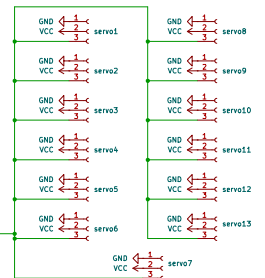 GND 1
VCC 2 servo1
3
GND 1
VCC 2 servo2
3
GND 1
VCC 2 servo3
3
GND 1
VCC 2 servo4
3
GND 1
VCC 2 servo5
3
GND 1
VCC 2 servo6
3
GND 1
VCC 2 servo8
3
GND 1
VCC 2 servo9
3
GND 1
VCC 2 servo10
3
GND 1
VCC 2 servo11
3
GND 1
VCC 2 servo12
3
GND 1
VCC 2 servo13
3
GND 1
VCC 2 servo7
3